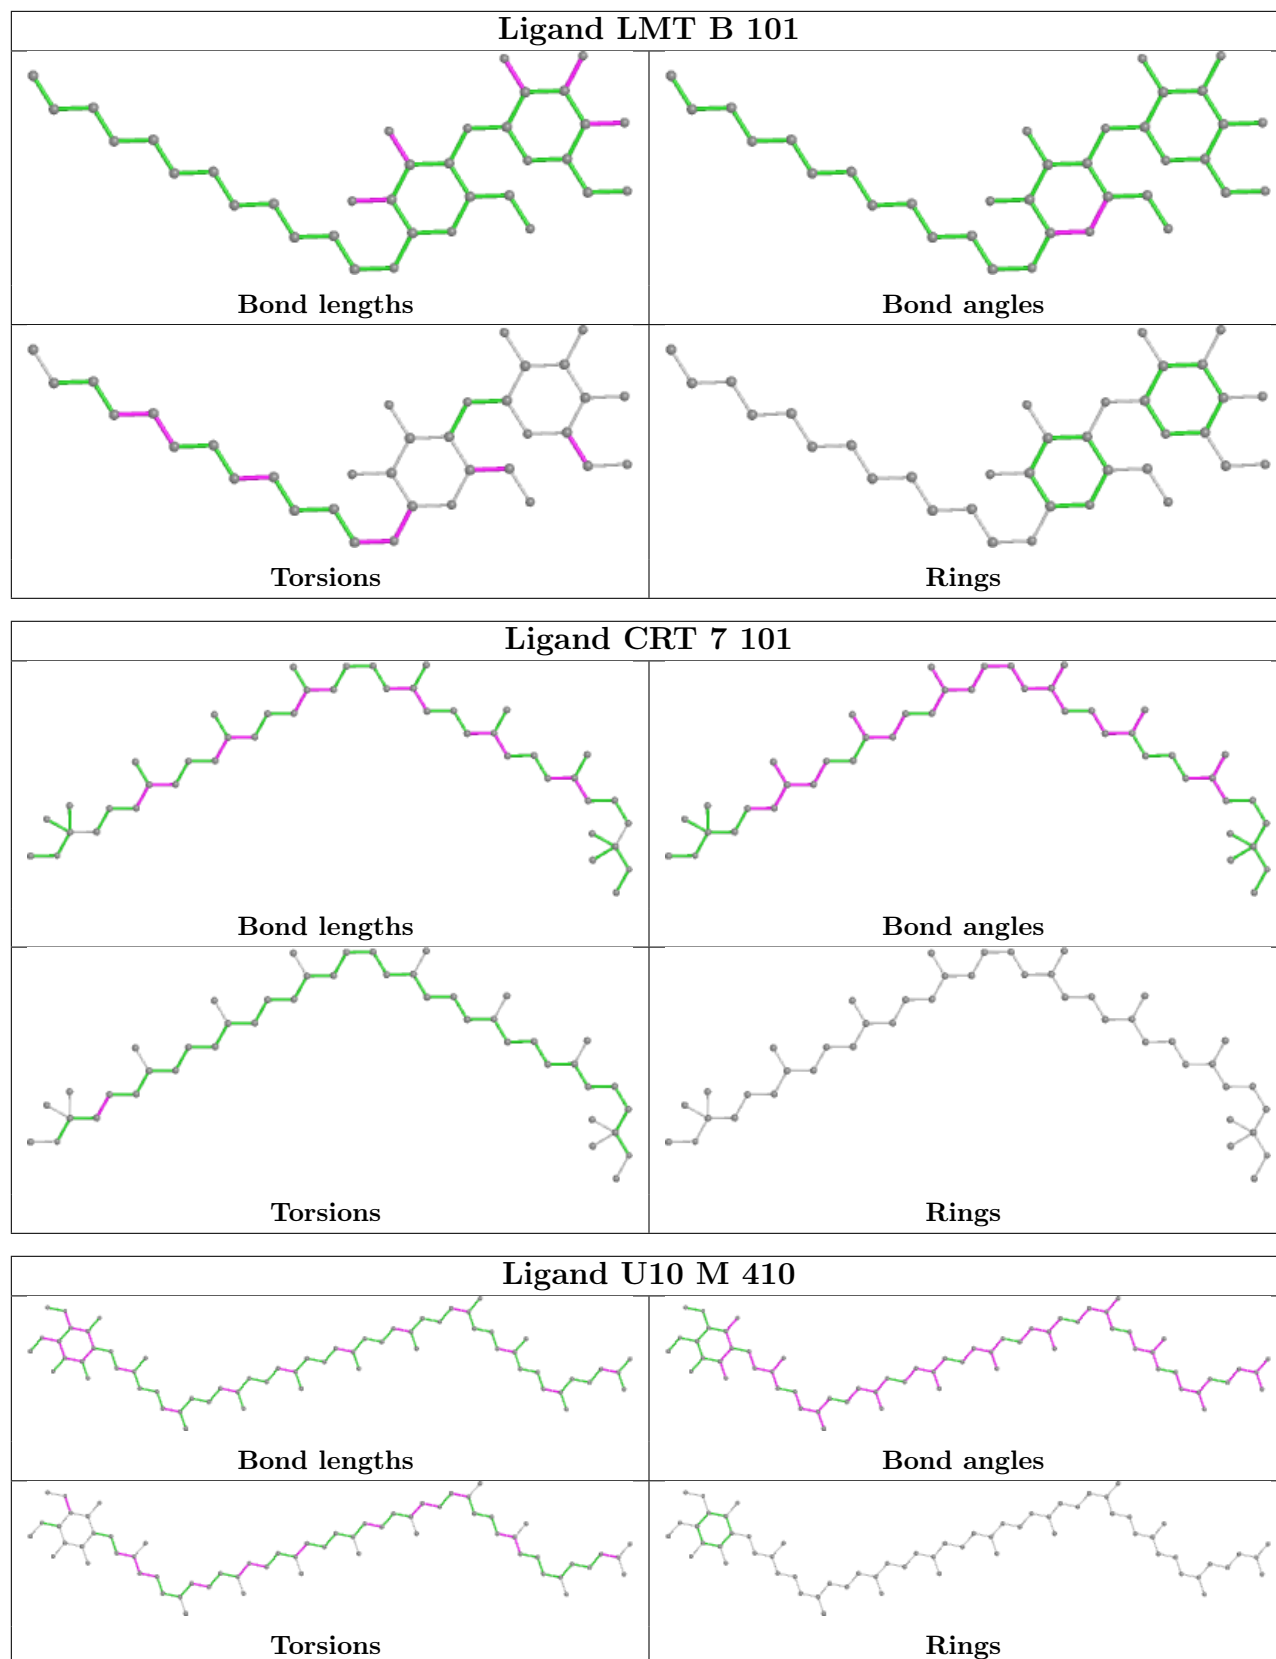 Ligand LMT B 101
Bond lengths
Bond angles
Torsions
Rings
Ligand CRT 7 101
Bond lengths
Bond angles
Torsions
Rings
Ligand U10 M 410
Bond lengths
Bond angles
Torsions
Rings